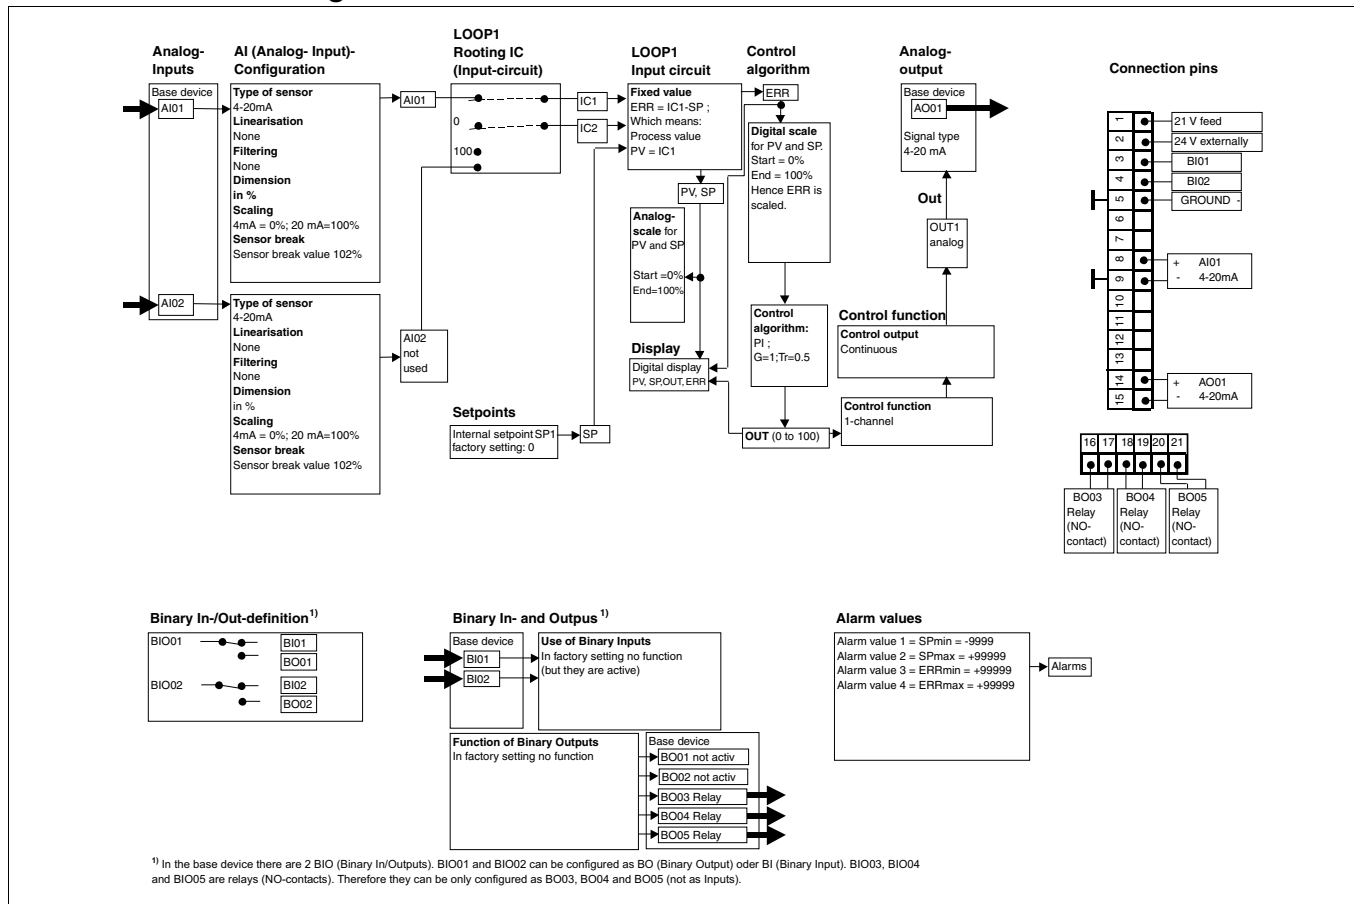 Analog-
Inputs
Base device
AI01
AI02
AI (Analog- Input)-
Configuration
Type of sensor
4-20mA
Linearisation
None
Filtering
None
Dimension
in %
Scaling
4mA = 0%; 20 mA=100%
Sensor break
Sensor break value 102%
Type of sensor
4-20mA
Linearisation
None
Filtering
None
Dimension
in %
Scaling
4mA = 0%; 20 mA=100%
Sensor break
Sensor break value 102%
AI01
AI02
not
used
LOOP1
Rooting IC
(Input-circuit)
0
100
IC1
IC2
Setpoints
Internal setpoint SP1
factory setting: 0
SP
LOOP1
Input circuit
Fixed value
ERR = IC1-SP ;
Which means:
Process value
PV = IC1
PV, SP
Analog-
scale for
PV and SP
Start =0%
End=100%
Display
Digital display
PV, SP,OUT, ERR
Control
algorithm
ERR
Digital scale
for PV and SP.
Start = 0%
End = 100%
Hence ERR is
scaled.
Control
algorithm:
PI ;
G=1;Tr=0.5
OUT (0 to 100)
Analog-
output
Base device
AO01
Signal type
4-20 mA
Out
OUT1
analog
Control function
Control output
Continuous
Control function
1-channel
Connection pins
1
2
3
4
5
6
7
8
9
10
11
12
13
14
15
21 V feed
24 V externally
BI01
BI02
GROUND -
+ AI01
- 4-20mA
+ AO01
- 4-20mA
16 17 18 19 20 21
BO03
Relay
(NO-
contact)
BO04
Relay
(NO-
contact)
BO05
Relay
(NO-
contact)
Binary In-/Out-definition 1)
BIO01
BI01
BO01
BIO02
BI02
BO02
Binary In- and Outpus 1)
Base device
BI01
BI02
Use of Binary Inputs
In factory setting no function
(but they are active)
Function of Binary Outputs
In factory setting no function
Base device
BO01 not activ
BO02 not activ
BO03 Relay
BO04 Relay
BO05 Relay
Alarm values
Alarm value 1 = SPmin = -9999
Alarm value 2 = SPmax = +99999
Alarm value 3 = ERRmin = +99999
Alarm value 4 = ERRmax = +99999
Alarms
1) In the base device there are 2 BIO (Binary In/Outputs). BIO01 and BIO02 can be configured as BO (Binary Output) oder BI (Binary Input). BIO03, BIO04
and BIO05 are relays (NO-contacts). Therefore they can be only configured as BO03, BO04 and BO05 (not as Inputs).